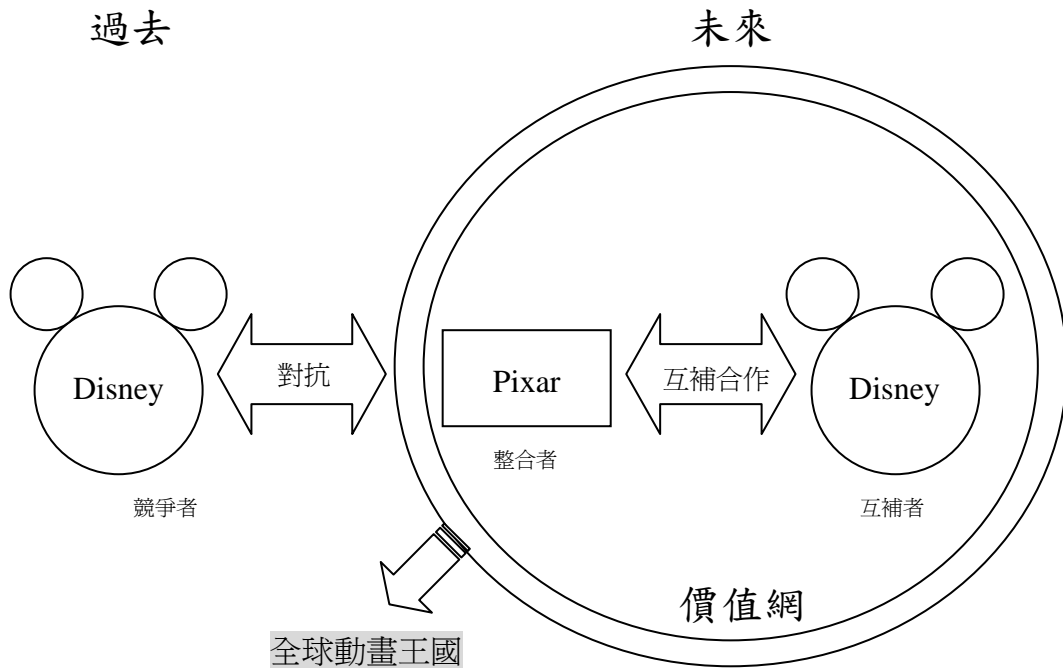 過去
未來
Disney
對抗
Pixar
互補合作
Disney
整合者
競爭者
互補者
價值網
全球動畫王國